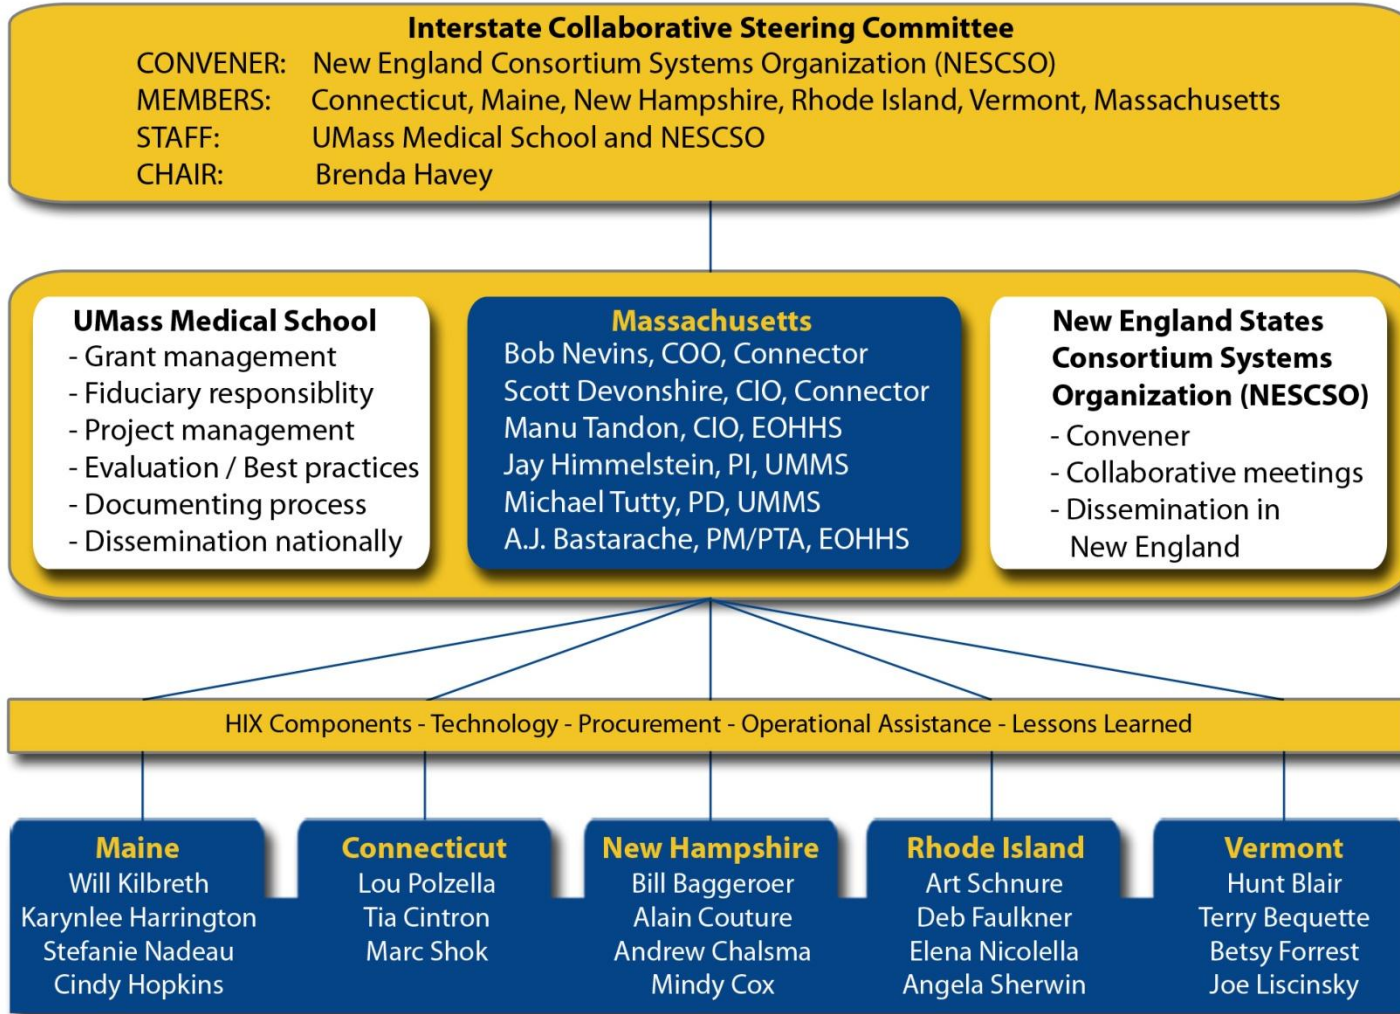 Interstate Collaborative Steering Committee
CONVENER: New England Consortium Systems Organization (NESCSO)
MEMBERS: Connecticut, Maine, New Hampshire, Rhode Island, Vermont, Massachusetts
STAFF: UMass Medical School and NESCSO
CHAIR: Brenda Havey
UMass Medical School
- Grant management
- Fiduciary responsiblity
- Project management
- Evaluation / Best practices
- Documenting process
- Dissemination nationally
Massachusetts
Bob Nevins, COO, Connector
Scott Devonshire, CIO, Connector
Manu Tandon, CIO, EOHHS
Jay Himmelstein, PI, UMMS
Michael Tutty, PD, UMMS
A.J. Bastarache, PM/PTA, EOHHS
New England States
Consortium Systems
Organization (NESCSO)
- Convener
- Collaborative meetings
- Dissemination in
New England
HIX Components - Technology - Procurement - Operational Assistance - Lessons Learned
Maine
Will Kilbreth
Karynlee Harrington
Stefanie Nadeau
Cindy Hopkins
Connecticut
Lou Polzella
Tia Cintron
Marc Shok
New Hampshire
Bill Baggeroer
Alain Couture
Andrew Chalsma
Mindy Cox
Rhode Island
Art Schnure
Deb Faulkner
Elena Nicolella
Angela Sherwin
Vermont
Hunt Blair
Terry Bequette
Betsy Forrest
Joe Liscinsky